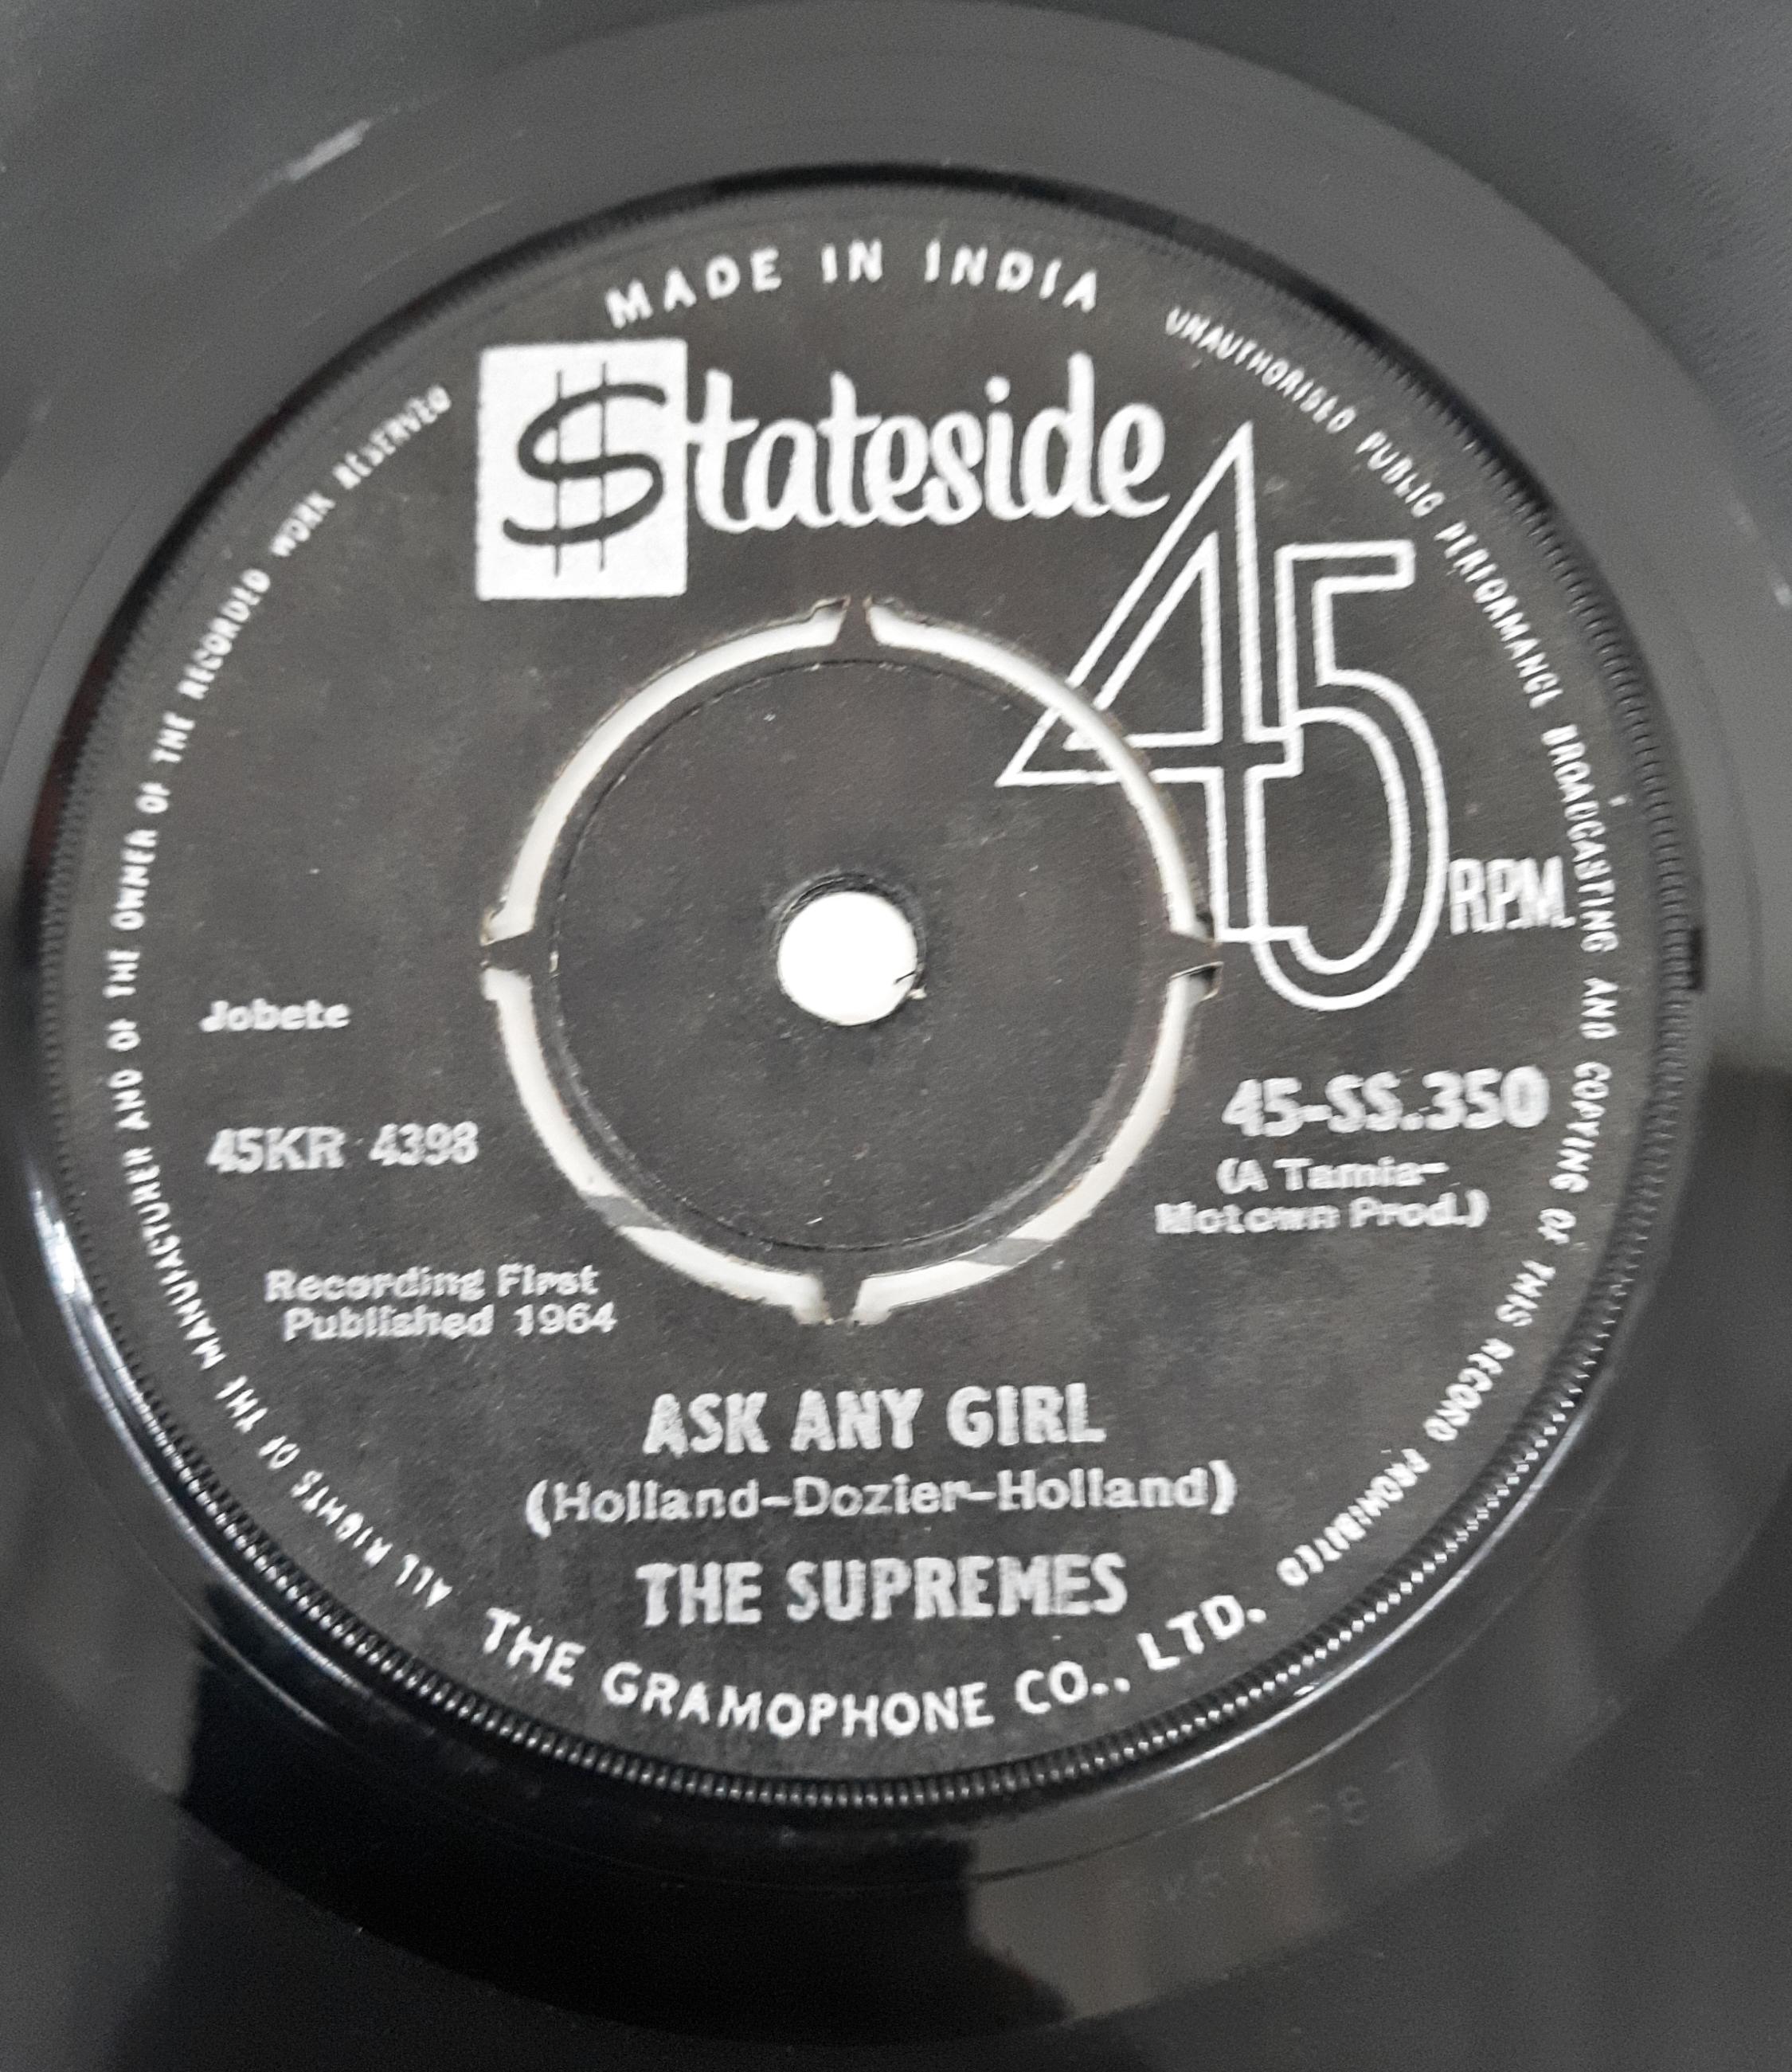 MADE IN INDIA
Stateside
45
RPM.
Jobete
45KR 4398
45-SS.350
(A Tamla-
Motown Prod.)
Recording First
Published 1964
ASK ANY GIRL
(Holland-Dozier-Holland)
THE SUPREMES
THE GRAMOPHONE CO., LTD.
ALL RIGHTS OF THE MANUFACTURER AND OF THE OWNER OF THE RECORDED WORK RESERVED
UNAUTHORISED PUBLIC PERFORMANCE BROADCASTING AND COPYING OF THIS RECORD PROHIBITED